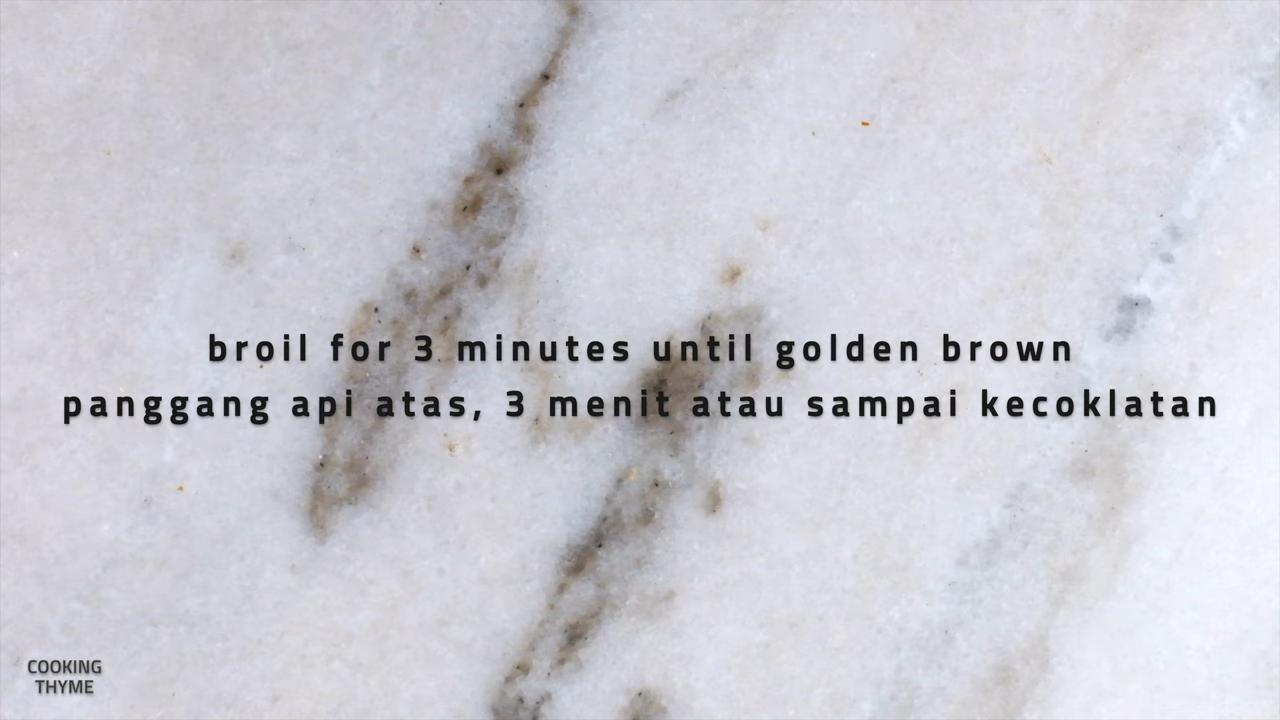 broil for 3 minutes until golden brown
panggang api atas, 3 menit atau sampai kecoklatan
COOKING
THYME